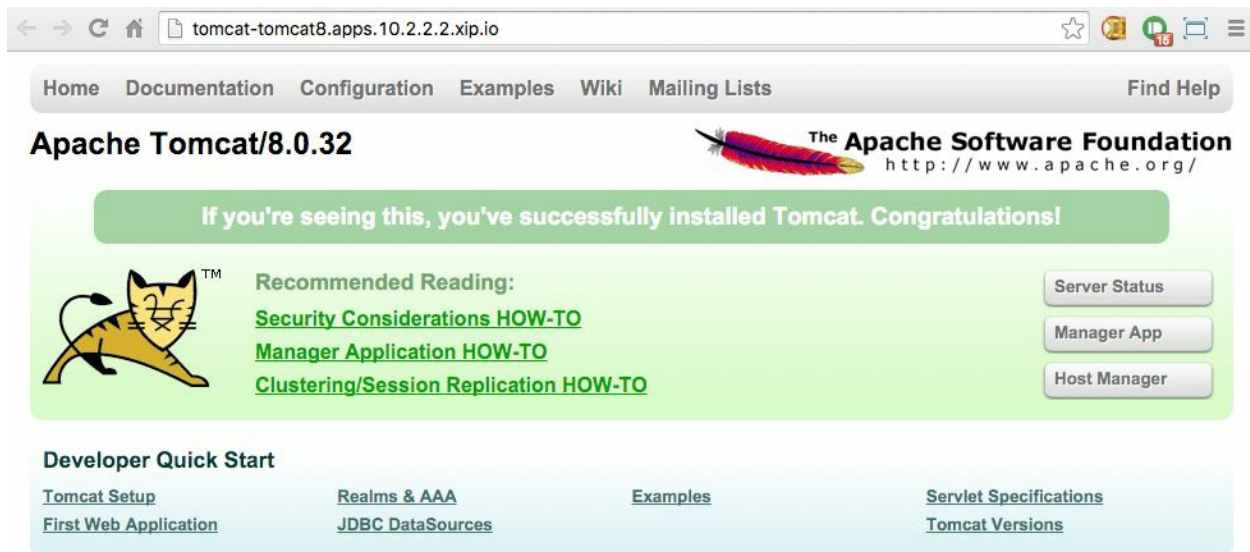 tomcat-tomcat8.apps.10.2.2.2.xip.io
15
Home Documentation Configuration Examples Wiki Mailing Lists Find Help
Apache Tomcat/8.0.32
The Apache Software Foundation
http://www.apache.org/
If you're seeing this, you've successfully installed Tomcat. Congratulations!
TM
Recommended Reading:
Security Considerations HOW-TO
Manager Application HOW-TO
Clustering/Session Replication HOW-TO
Server Status
Manager App
Host Manager
Developer Quick Start
Tomcat Setup Realms & AAA Examples Servlet Specifications
First Web Application JDBC DataSources Tomcat Versions